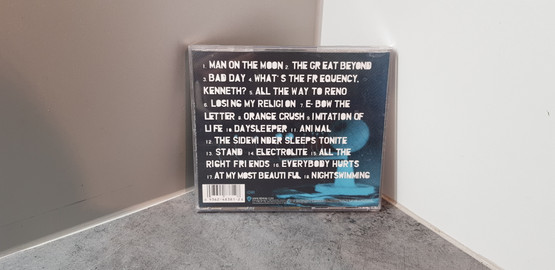 1. MAN ON THE MOON 2. THE GREAT BEYOND
3. BAD DAY 4. WHAT'S THE FREQUENCY,
KENNETH? 5. ALL THE WAY TO RENO
6. LOSING MY RELIGION 7. E-BOW THE
LETTER 8. ORANGE CRUSH 9. IMITATION OF
LIFE 10. DAYSLEEPER 11. ANIMAL
12. THE SIDEWINDER SLEEPS TONITE
13. STAND 14. ELECTROLITE 15. ALL THE
RIGHT FRIENDS 16. EVERYBODY HURTS
17. AT MY MOST BEAUTIFUL 18. NIGHTSWIMMING